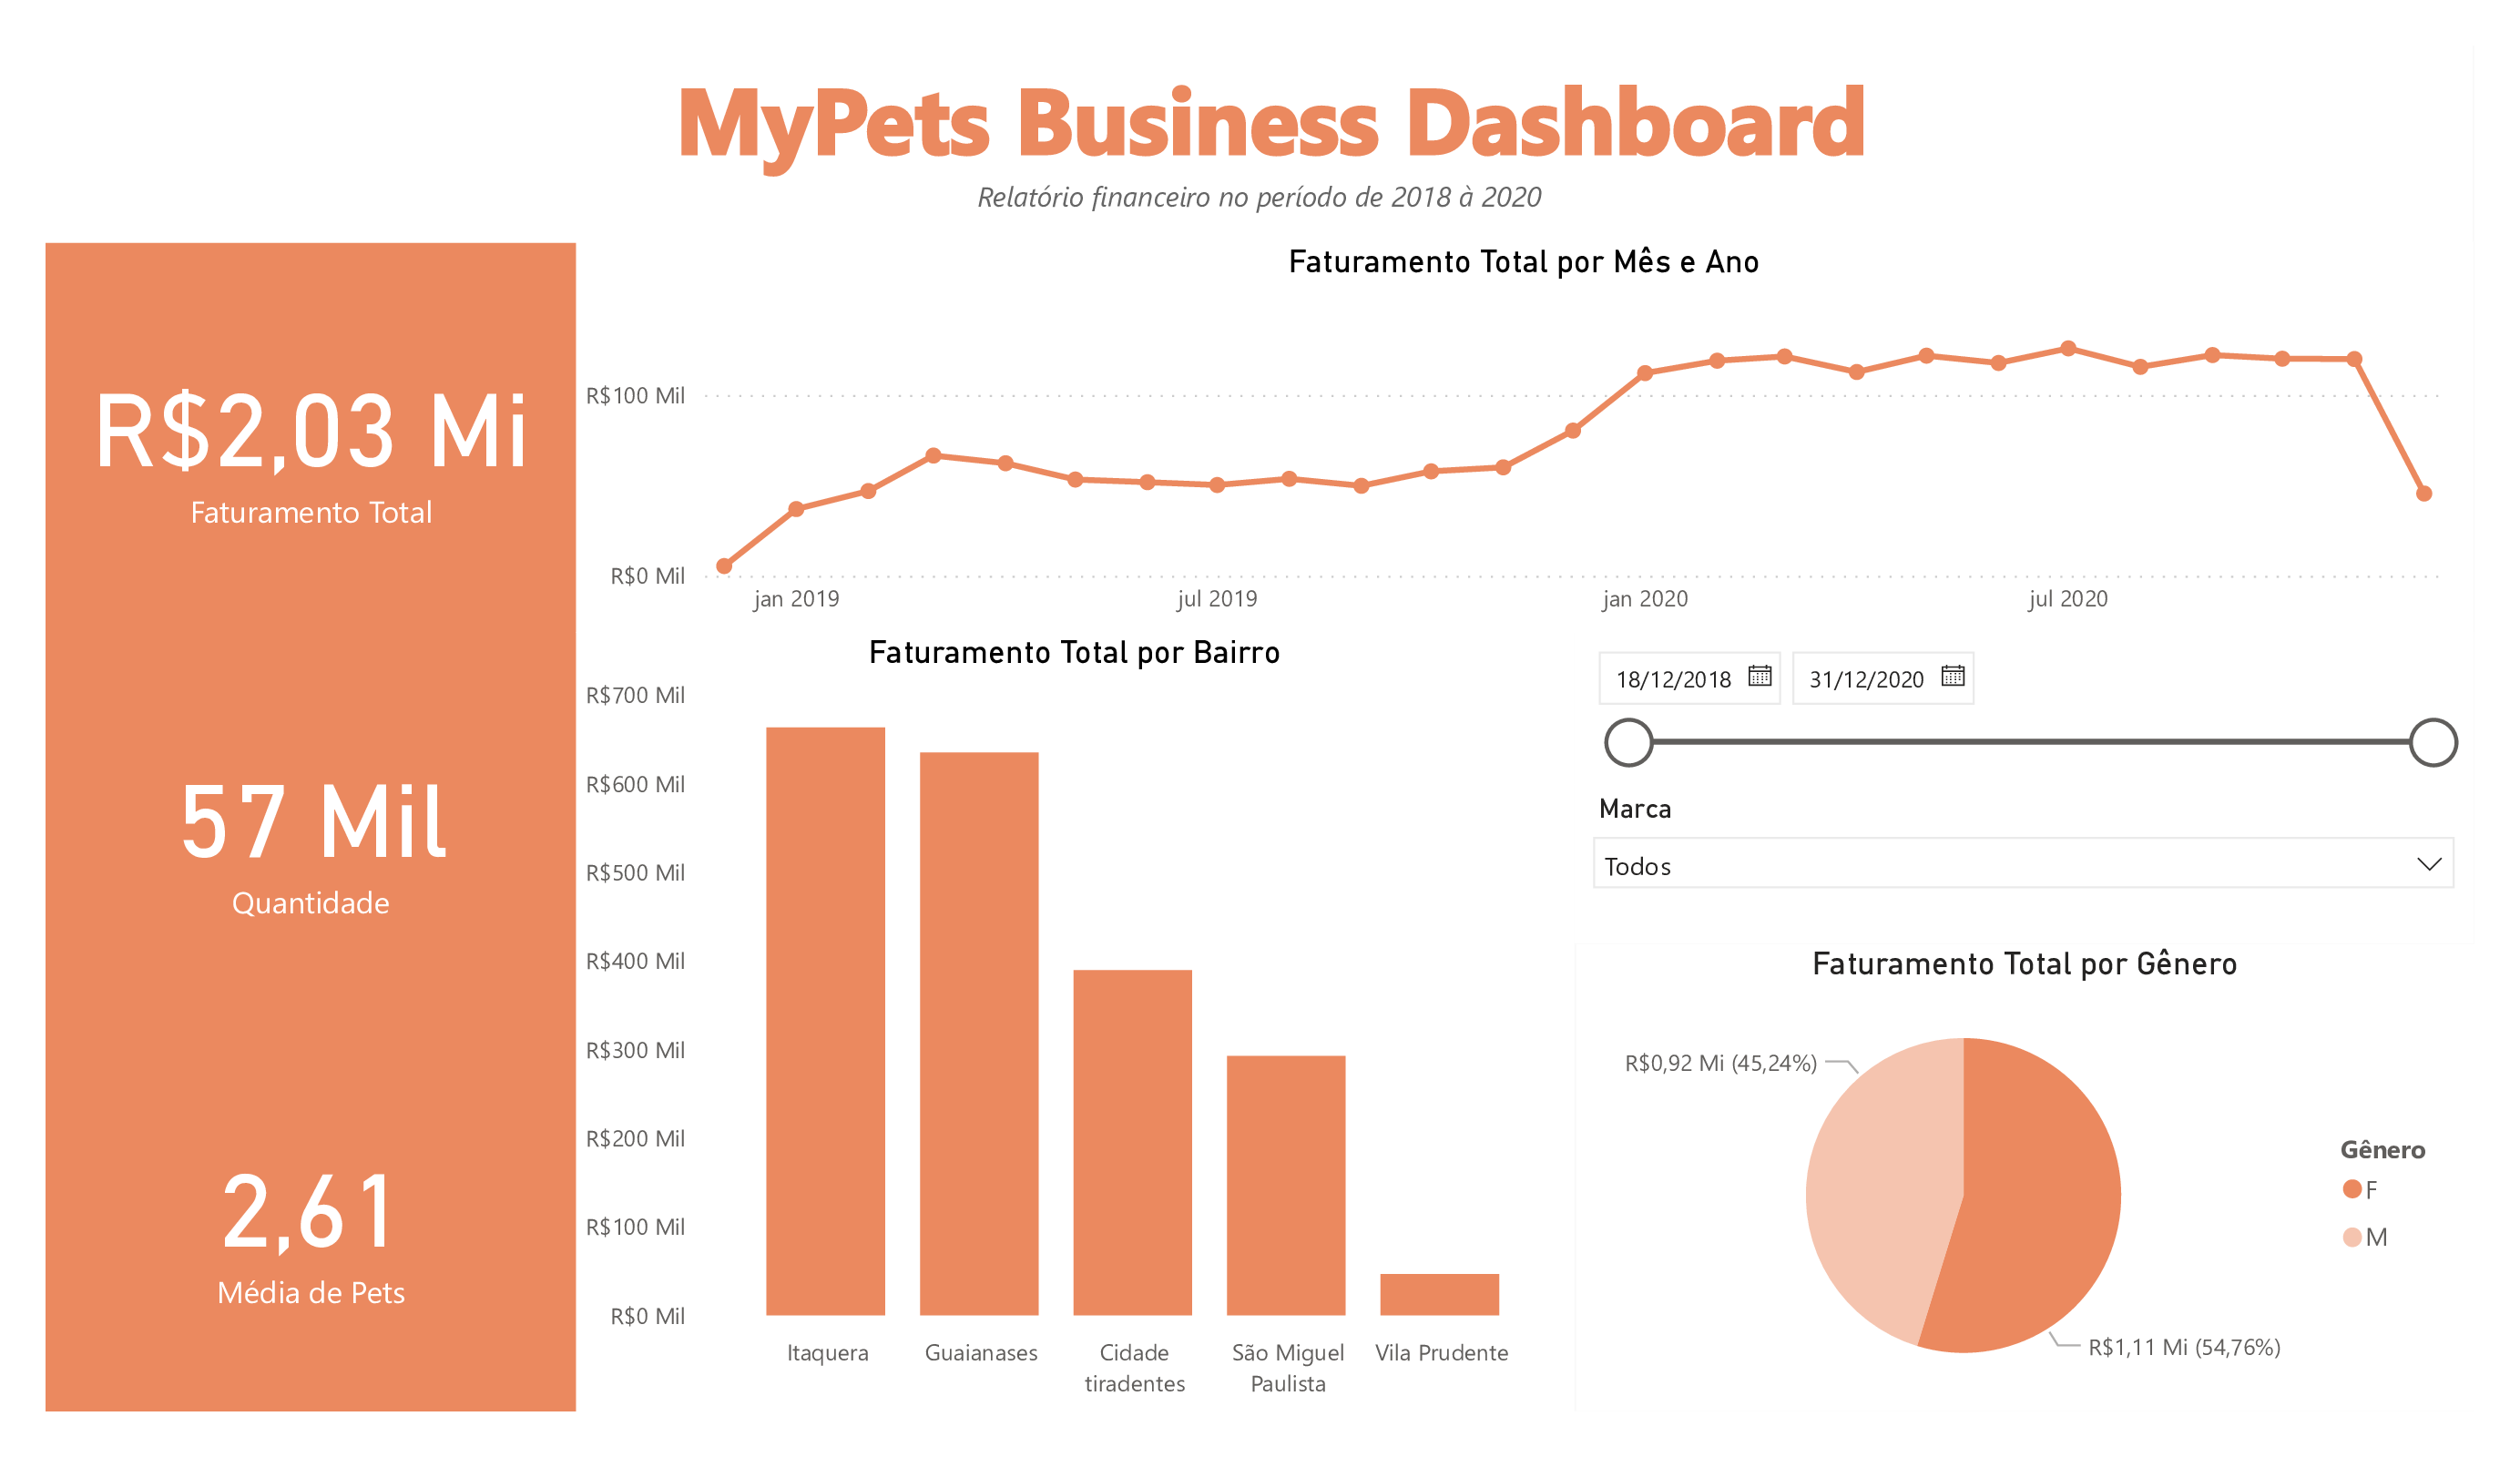 MyPets Business Dashboard
Relatório financeiro no período de 2018 à 2020
R$2,03 Mi
Faturamento Total
57 Mil
Quantidade
2,61
Média de Pets
Faturamento Total por Mês e Ano
R$100 Mil
R$0 Mil
jan 2019
jul 2019
jan 2020
jul 2020
Faturamento Total por Bairro
R$700 Mil
R$600 Mil
R$500 Mil
R$400 Mil
R$300 Mil
R$200 Mil
R$100 Mil
R$0 Mil
Itaquera
Guaianases
Cidade
tiradentes
São Miguel
Paulista
Vila Prudente
18/12/2018
31/12/2020
Marca
Todos
Faturamento Total por Gênero
R$0,92 Mi (45,24%)
R$1,11 Mi (54,76%)
Gênero
F
M